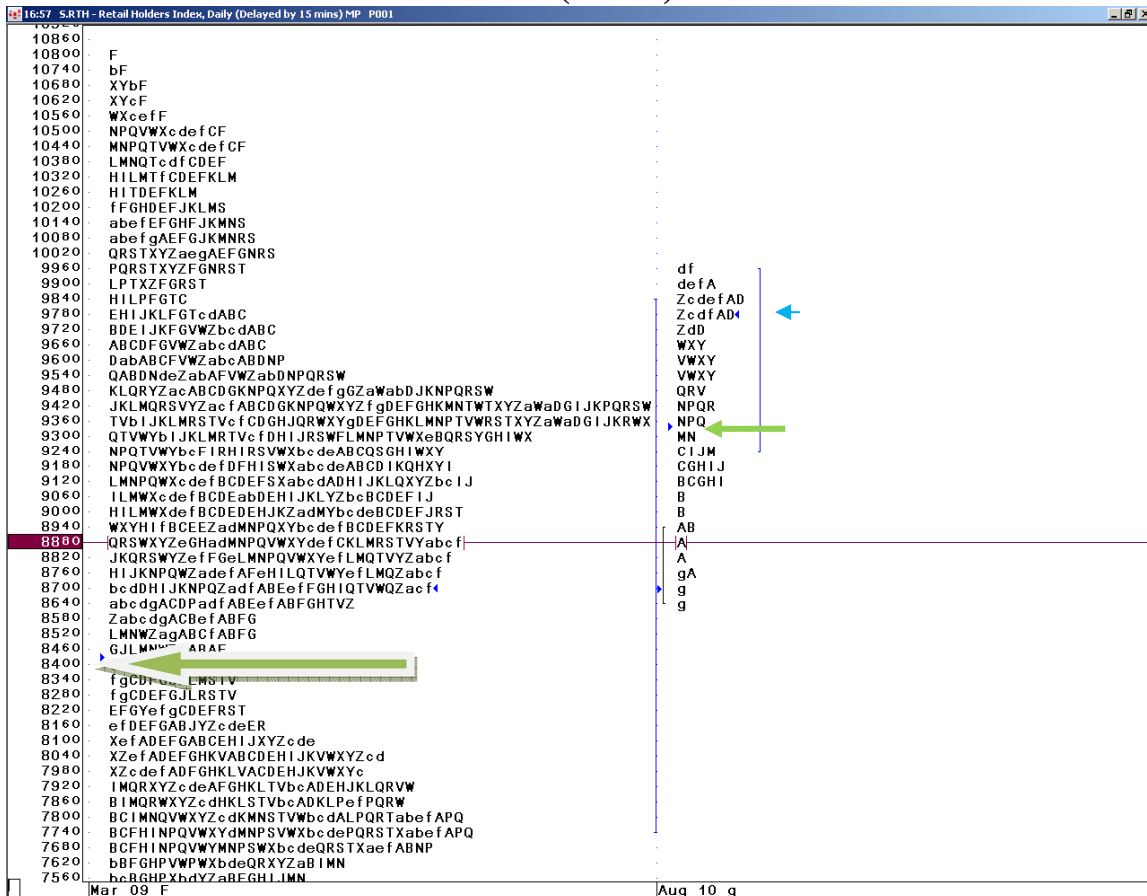 16:57 S.RTH - Retail Holders Index, Daily (Delayed by 15 mins) MP P001
10860
10800 F
10740 bF
10680 XYbF
10620 XYcF
10560 WXcefF
10500 NPQVWXcdefCF
10440 MNPQTVWXcdefCF
10380 LMNQTcdfCDEF
10320 HILMTfCDEFKLM
10260 HITDEFKLM
10200 fFGHDEFJKLMS
10140 abefEFGHFJKMNS
10080 abefgAEFGJKMNRS
10020 QRSTXYZaegAEFGNRS
9960 PQRSTXYZFGNRST df
9900 LPTXZFGRST defA
9840 HILPFGTC ZcdefAD
9780 EHIJKLFGTcdABC ZcdfAD
9720 BDEIJKFGVWZbcdABC ZdD
9660 ABCDFGVWZabcdABC WXY
9600 DabABCFVWZabcABDNP VWXY
9540 QABDNdeZabAFVWZabDNPQRSW VWXY
9480 KLQRYZacABCDGKNPQXYZdefgGZaWabDJKNPQRSW QRV
9420 JKLMQRSVYZacfABCDGKNPQWXYZfgDEFGHKMNTWTXYZaWaDGIJKPQRSW NPQR
9360 TVbIJKLMRSTVcfCDGHJQRWXYgDEFGHKLMNPTVWRSTXYZaWaDGIJKRWX NPQ
9300 QTVWYbIJKLMRTVcfDHIJRSWFLMNPTVWXeBQRSYGHIWX MN
9240 NPQTVWYbcFIRHIRSVWXbcdeABCQSGHIWXY CIJM
9180 NPQVWXYbcdefDFHISWXabcdeABCDIKQHXYI CGHIJ
9120 LMNPQWXcdefBCDEFSXabcdADHIJKLQXYZbcIJ BCGHI
9060 ILMWXcdefBCDEabDEHIJKLYZbcBCDEFIJ B
9000 HILMWXdefBCDEDEHJKZadMYbcdeBCDEFJRST B
8940 WXYHIfBCEEZadMNPQXYbcdefBCDEFKRSTY AB
8880 QRSWXYZeGHadMNPQVWXYdefCKLMRSTVYabcf A
8820 JKQRSWYZefFGeLMNPQVWXYefLMQTVYZabcf A
8760 HIJKNPQWZadefAFeHILQTVWYefLMQZabcf gA
8700 bcdDHIJKNPQZadfABEefFGHIQTVWQZacf g
8640 abcdgACDPadfABEefABFGHTVZ g
8580 ZabcdgACBefABFG
8520 LMNWZagABCfABFG
8460
8400
8340
8280 fgCDEFGJLRSTV
8220 EFGYefgCDEFRST
8160 efDEFGABJYZcdeER
8100 XefADEFGABCEHIJXYZcde
8040 XZefADEFGHKVABCDEHIJKVWXYZcd
7980 XZcdefADFGHKLVACDEHJKVWXYc
7920 IMQRXYZcdeAFGHKLTVbcADEHJKLQRVW
7860 BIMQRWXYZcdHKLSTVbcADKLPefPQRW
7800 BCIMNQVWXYZcdKMNSTVWbcdALPQRTabefAPQ
7740 BCFHINPQVWXYdMNPSVWXbcdePQRSTXabefAPQ
7680 BCFHINPQVWYMNPSWXbcdeQRSTXaefABNP
7620 bBFGHPVWPWXbdeQRXYZaBIMN
7560
Mar 09 F Aug 10 g